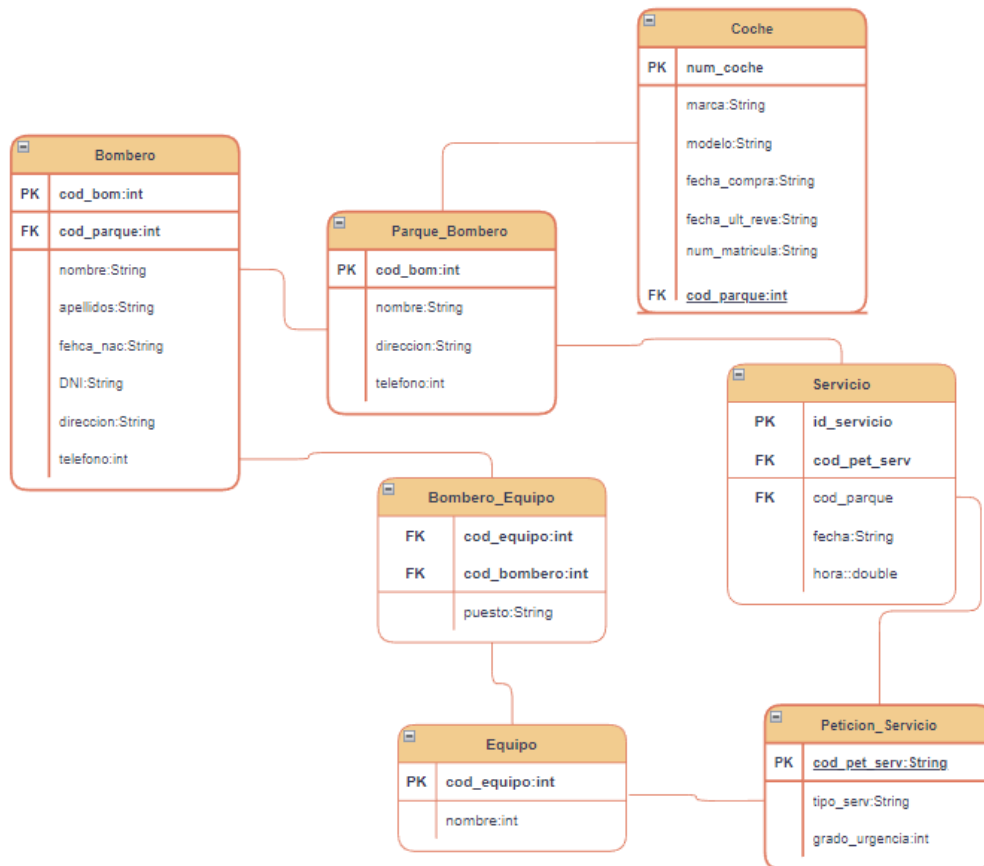 Coche
PK num_coche
marca:String
modelo:String
fecha_compra:String
fecha_ult_reve:String
num_matricula:String
FK cod_parque:int
Bombero
PK cod_bom:int
FK cod_parque:int
nombre:String
apellidos:String
fehca_nac:String
DNI:String
direccion:String
telefono:int
Parque_Bombero
PK cod_bom:int
nombre:String
direccion:String
telefono:int
Servicio
PK id_servicio
FK cod_pet_serv
FK cod_parque
fecha:String
hora::double
Bombero_Equipo
FK cod_equipo:int
FK cod_bombero:int
puesto:String
Equipo
PK cod_equipo:int
nombre:int
Peticion_Servicio
PK cod_pet_serv:String
tipo_serv:String
grado_urgencia:int